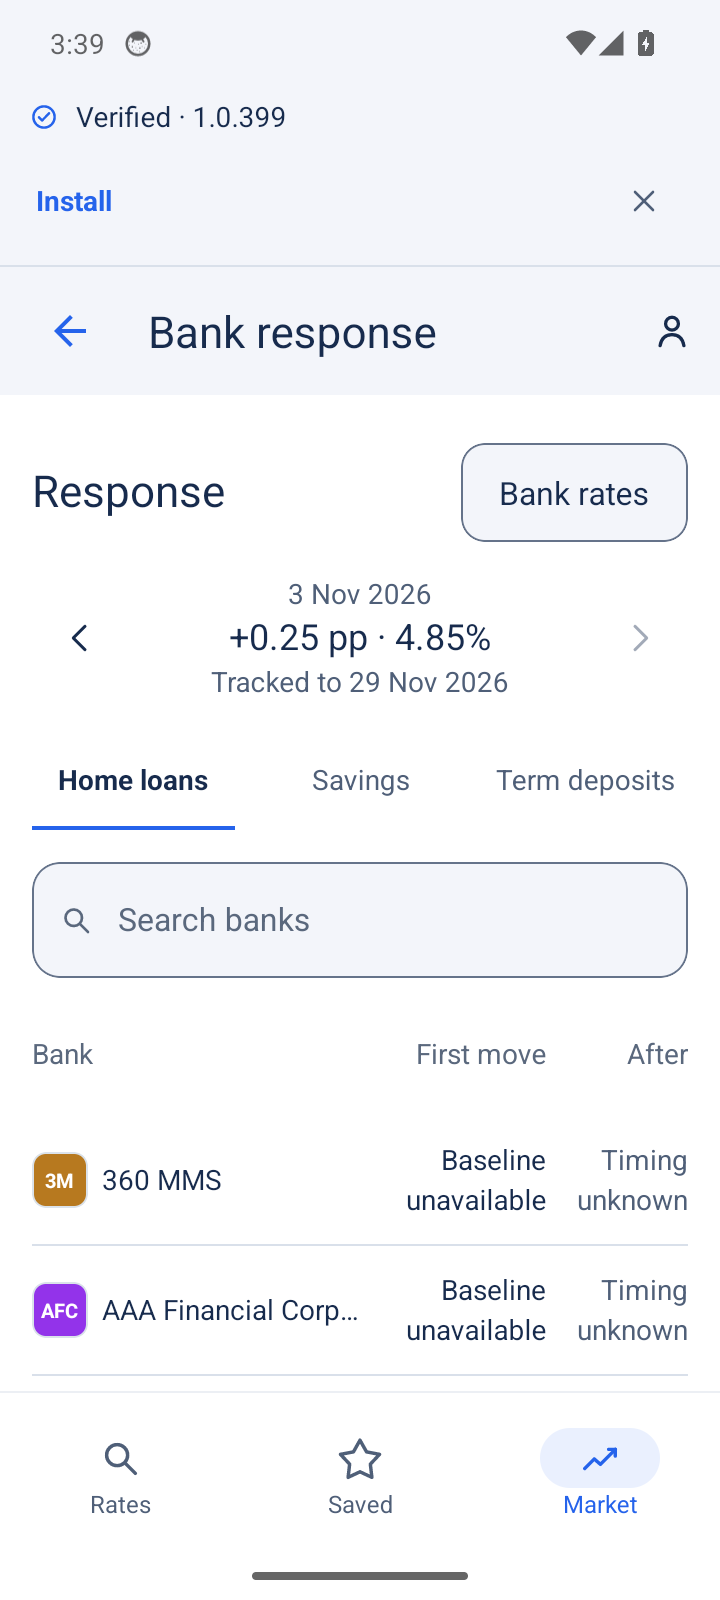 3:39
Verified · 1.0.399
Install
Bank response
Response
Bank rates
3 Nov 2026
+0.25 pp · 4.85%
Tracked to 29 Nov 2026
Home loans Savings Term deposits
Search banks
Bank First move After
3M 360 MMS Baseline unavailable Timing unknown
AFC AAA Financial Corp… Baseline unavailable Timing unknown
Rates Saved Market